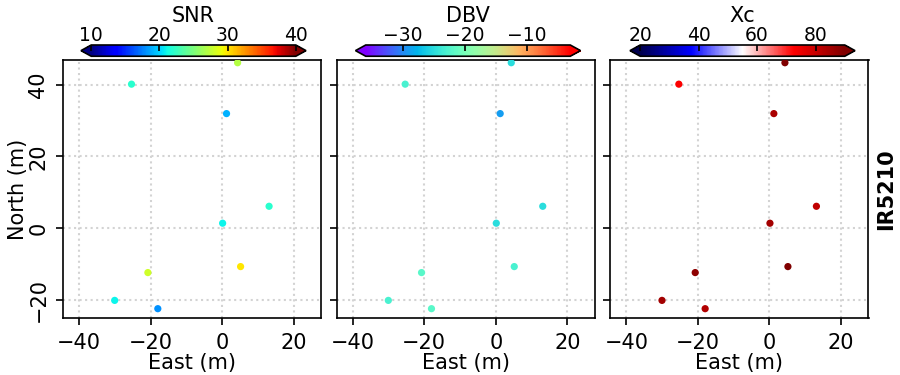 SNR DBV Xc
10 20 30 40 −30 −20 −10 20 40 60 80
40
20
0
−20
North (m)
−40 −20 0 20 −40 −20 0 20 −40 −20 0 20
East (m) East (m) East (m)
IR5210